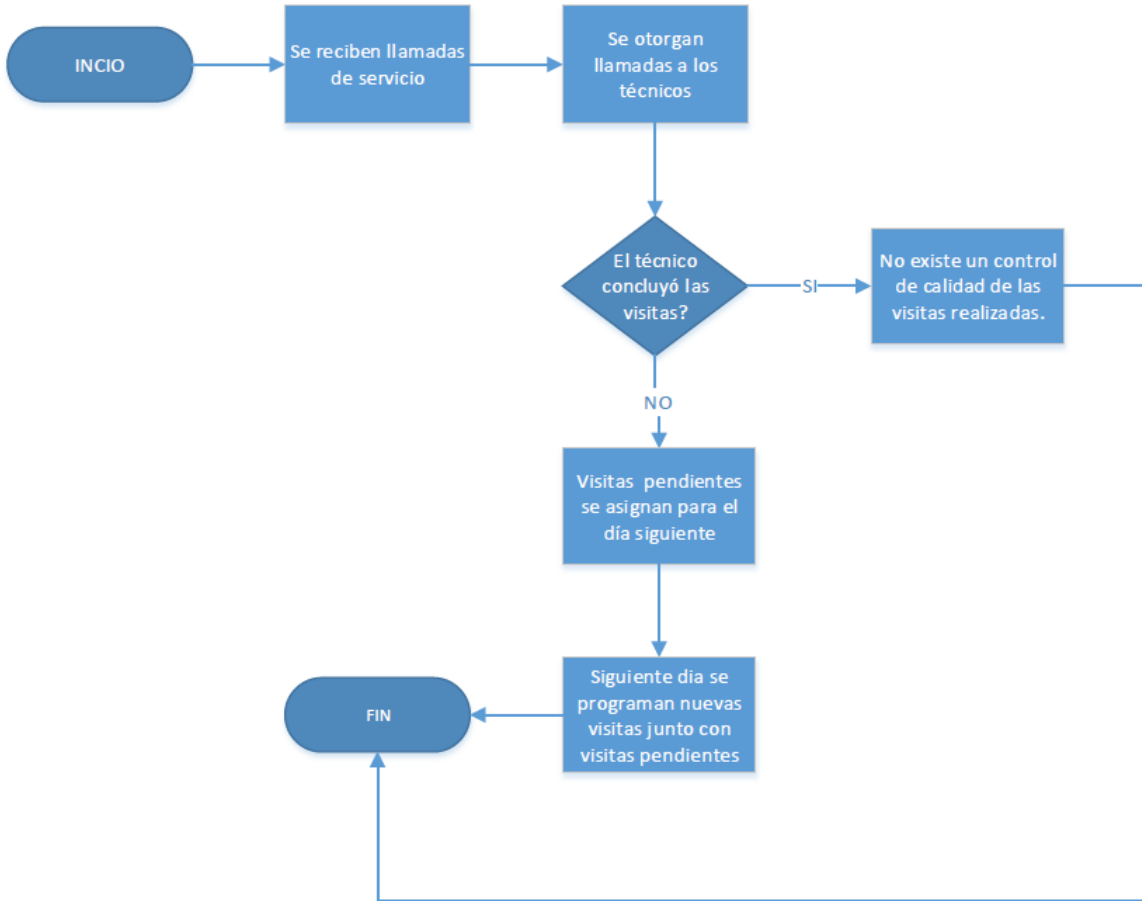 INCIO
Se reciben llamadas
de servicio
Se otorgan
llamadas a los
técnicos
El técnico
concluyó las
visitas?
SI
No existe un control
de calidad de las
visitas realizadas.
NO
Visitas pendientes
se asignan para el
día siguiente
Siguiente dia se
programan nuevas
visitas junto con
visitas pendientes
FIN